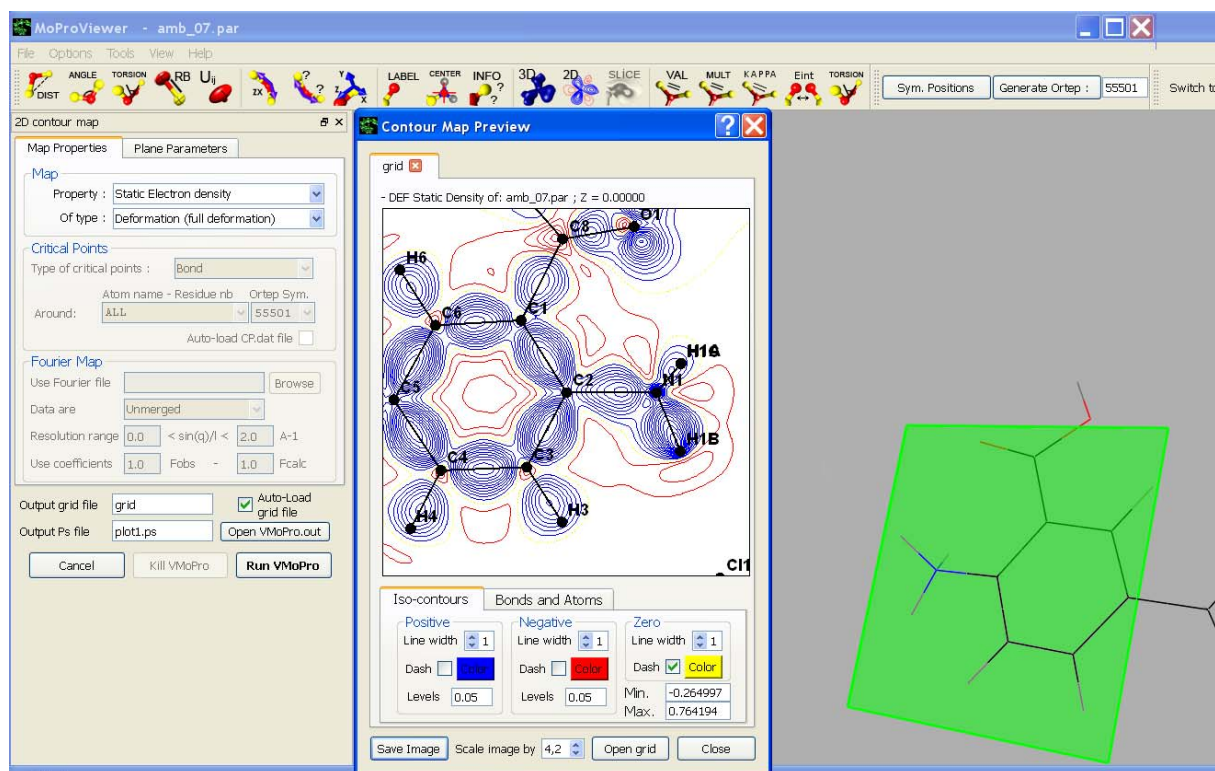 MoProViewer - amb_07.par
File Options Tools View Help
DIST ANGLE TORSION RB Uij ? ZX ? Y Z X LABEL CENTER INFO ? ? 3D 2D SLICE VAL MULT KAPPA Eint TORSION Sym. Positions Generate Ortep : 55501 Switch to
2D contour map
Map Properties Plane Parameters
Map
Property : Static Electron density
Of type : Deformation (full deformation)
Critical Points
Type of critical points : Bond
Atom name - Residue nb Ortep Sym.
Around: ALL 55501
Auto-load CP.dat file
Fourier Map
Use Fourier file Browse
Data are Unmerged
Resolution range 0.0 < sin(q)/l < 2.0 A-1
Use coefficients 1.0 Fobs - 1.0 Fcalc
Output grid file grid Auto-Load grid file
Output Ps file plot1.ps Open VMoPro.out
Cancel Kill VMoPro Run VMoPro
Contour Map Preview
grid
- DEF Static Density of: amb_07.par ; Z = 0.00000
C8 O1
H6
C6 C1
H1A
C5 C2 N1
H1B
C4 C3
H4 H3
Cl1
Iso-contours Bonds and Atoms
Positive Negative Zero
Line width 1 Line width 1 Line width 1
Dash Color Dash Color Dash Color
Levels 0.05 Levels 0.05 Min. -0.264997
Max. 0.764194
Save Image Scale image by 4,2 Open grid Close